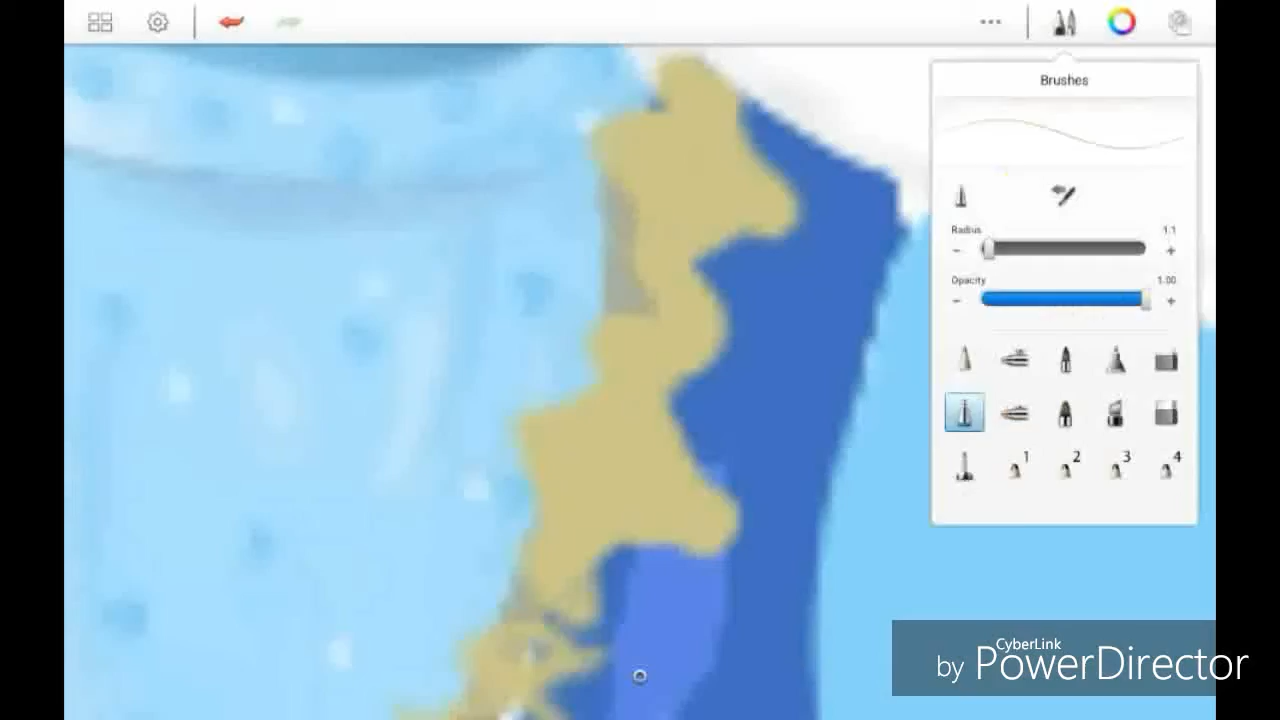 Brushes
Radius 1.1
Opacity 1.00
1 2 3 4
CyberLink
by PowerDirector